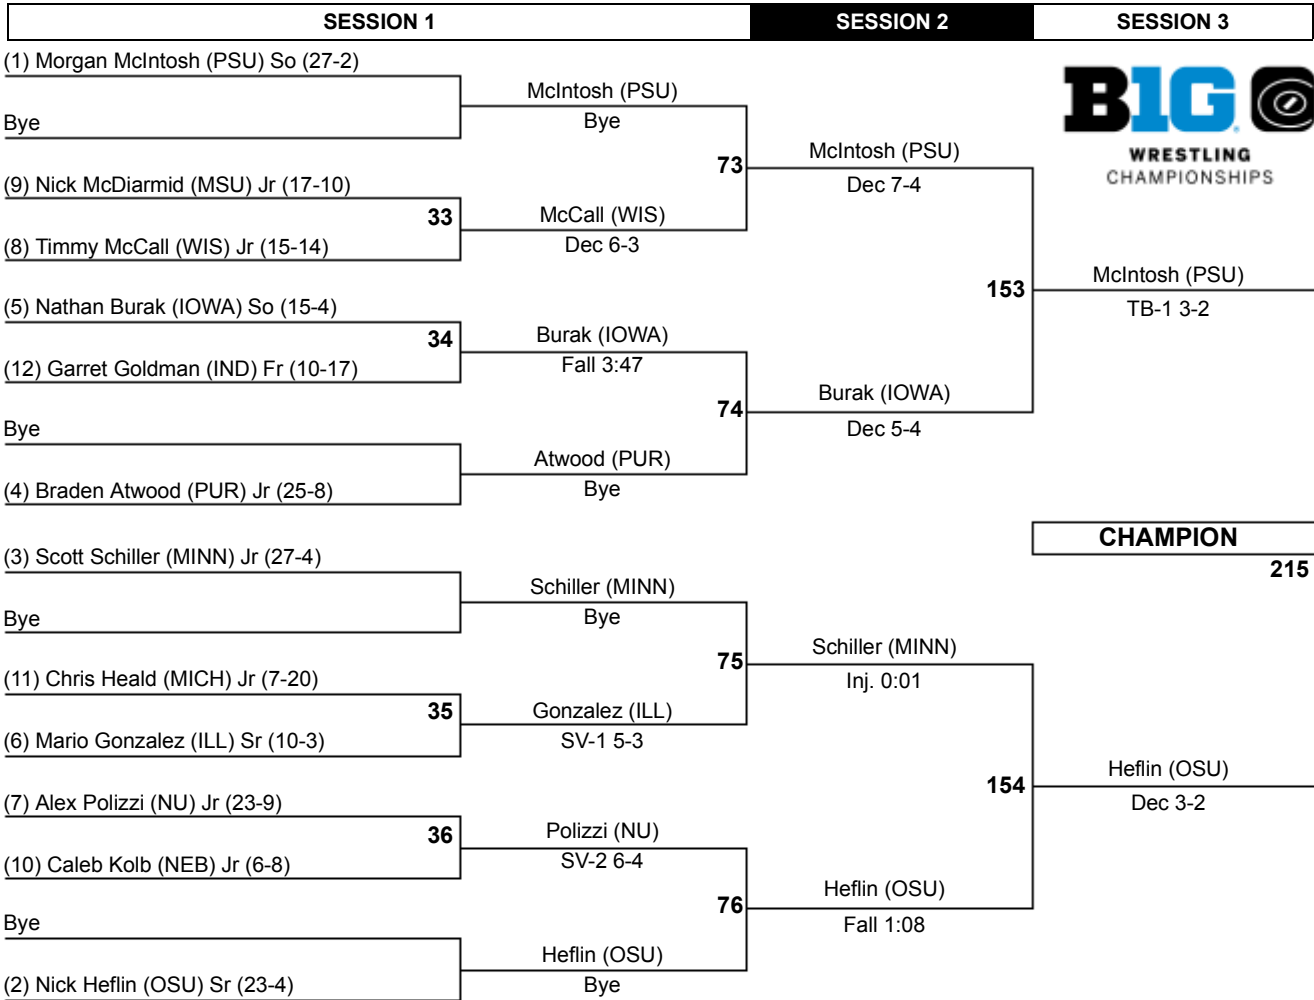 SESSION 1
SESSION 2
SESSION 3
(1) Morgan McIntosh (PSU) So (27-2)
Bye
(9) Nick McDiarmid (MSU) Jr (17-10)
33
(8) Timmy McCall (WIS) Jr (15-14)
(5) Nathan Burak (IOWA) So (15-4)
34
(12) Garret Goldman (IND) Fr (10-17)
Bye
(4) Braden Atwood (PUR) Jr (25-8)
(3) Scott Schiller (MINN) Jr (27-4)
Bye
(11) Chris Heald (MICH) Jr (7-20)
35
(6) Mario Gonzalez (ILL) Sr (10-3)
(7) Alex Polizzi (NU) Jr (23-9)
36
(10) Caleb Kolb (NEB) Jr (6-8)
Bye
(2) Nick Heflin (OSU) Sr (23-4)
McIntosh (PSU)
Bye
73
McCall (WIS)
Dec 6-3
Burak (IOWA)
Fall 3:47
74
Atwood (PUR)
Bye
Schiller (MINN)
Bye
75
Gonzalez (ILL)
SV-1 5-3
Polizzi (NU)
SV-2 6-4
76
Heflin (OSU)
Bye
McIntosh (PSU)
Dec 7-4
153
Burak (IOWA)
Dec 5-4
Schiller (MINN)
Inj. 0:01
154
Heflin (OSU)
Fall 1:08
B1G
WRESTLING
CHAMPIONSHIPS
McIntosh (PSU)
TB-1 3-2
CHAMPION
215
Heflin (OSU)
Dec 3-2